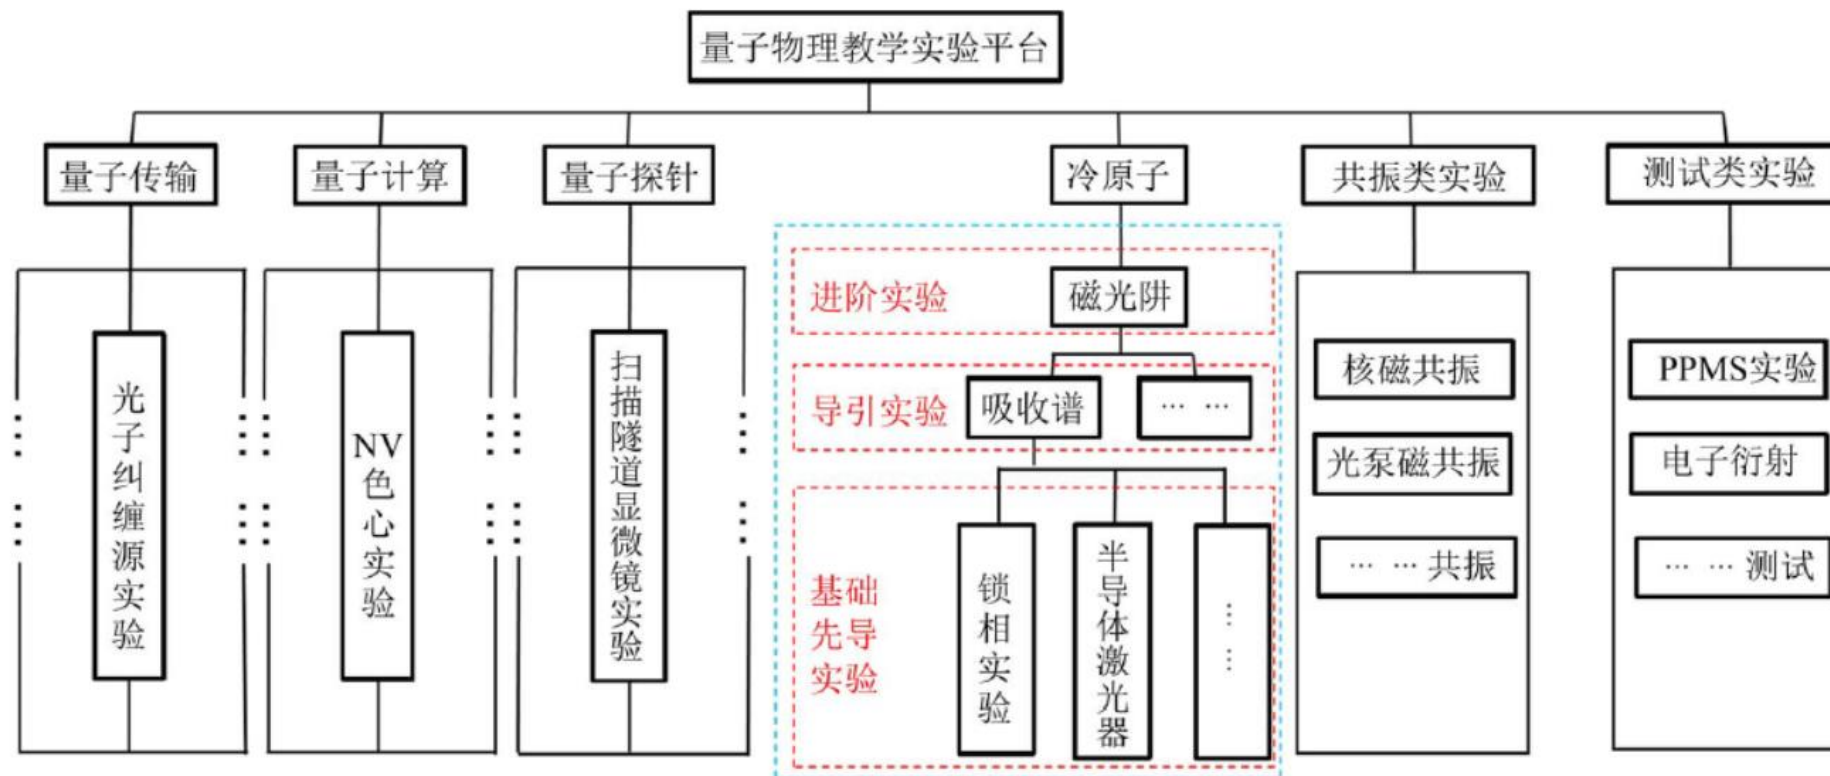 量子物理教学实验平台
量子传输
量子计算
量子探针
冷原子
共振类实验
测试类实验
光子纠缠源实验
NV色心实验
扫描隧道显微镜实验
进阶实验
磁光阱
导引实验
吸收谱
… …
基础
先导
实验
锁相实验
半导体激光器
… …
核磁共振
光泵磁共振
… …共振
PPMS实验
电子衍射
… …测试